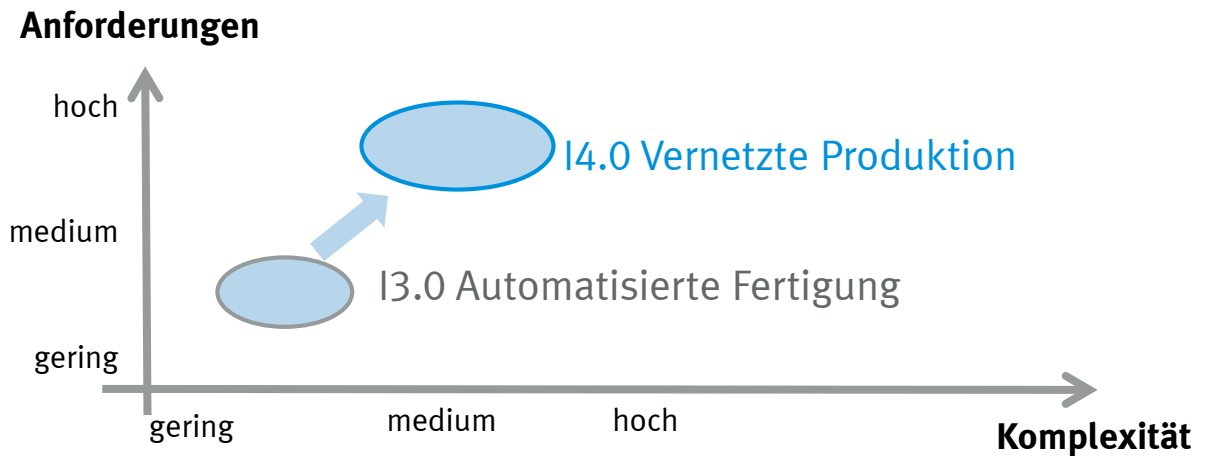 Anforderungen
hoch
I4.0 Vernetzte Produktion
medium
I3.0 Automatisierte Fertigung
gering
gering
medium
hoch
Komplexität